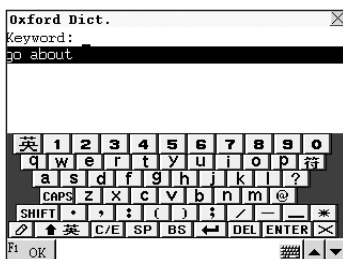 Oxford Dict.
Keyword: _
go about
英 1 2 3 4 5 6 7 8 9 0
q w e r t y u i o p 符
a s d f g h j k l ?
CAPS z x c v b n m @
SHIFT • , : ( ) ; / — _ *
英 C/E SP BS ↵ DEL ENTER
F1 OK